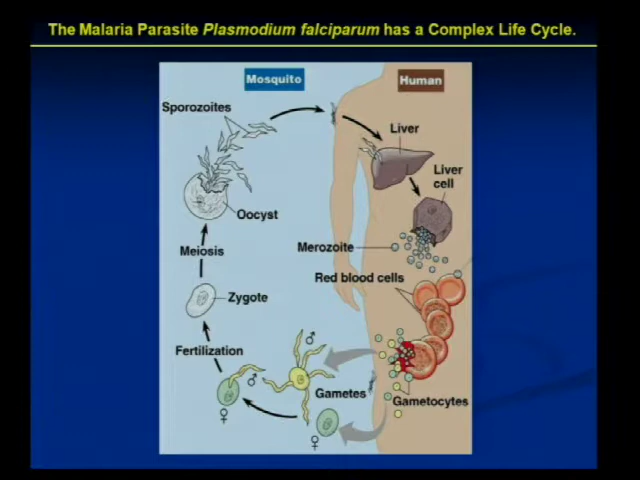 The Malaria Parasite Plasmodium falciparum has a Complex Life Cycle.
Mosquito
Human
Sporozoites
Liver
Liver
cell
Oocyst
Meiosis
Merozoite
Red blood cells
Zygote
♂
Fertilization
♂
Gametes
Gametocytes
♀
♀